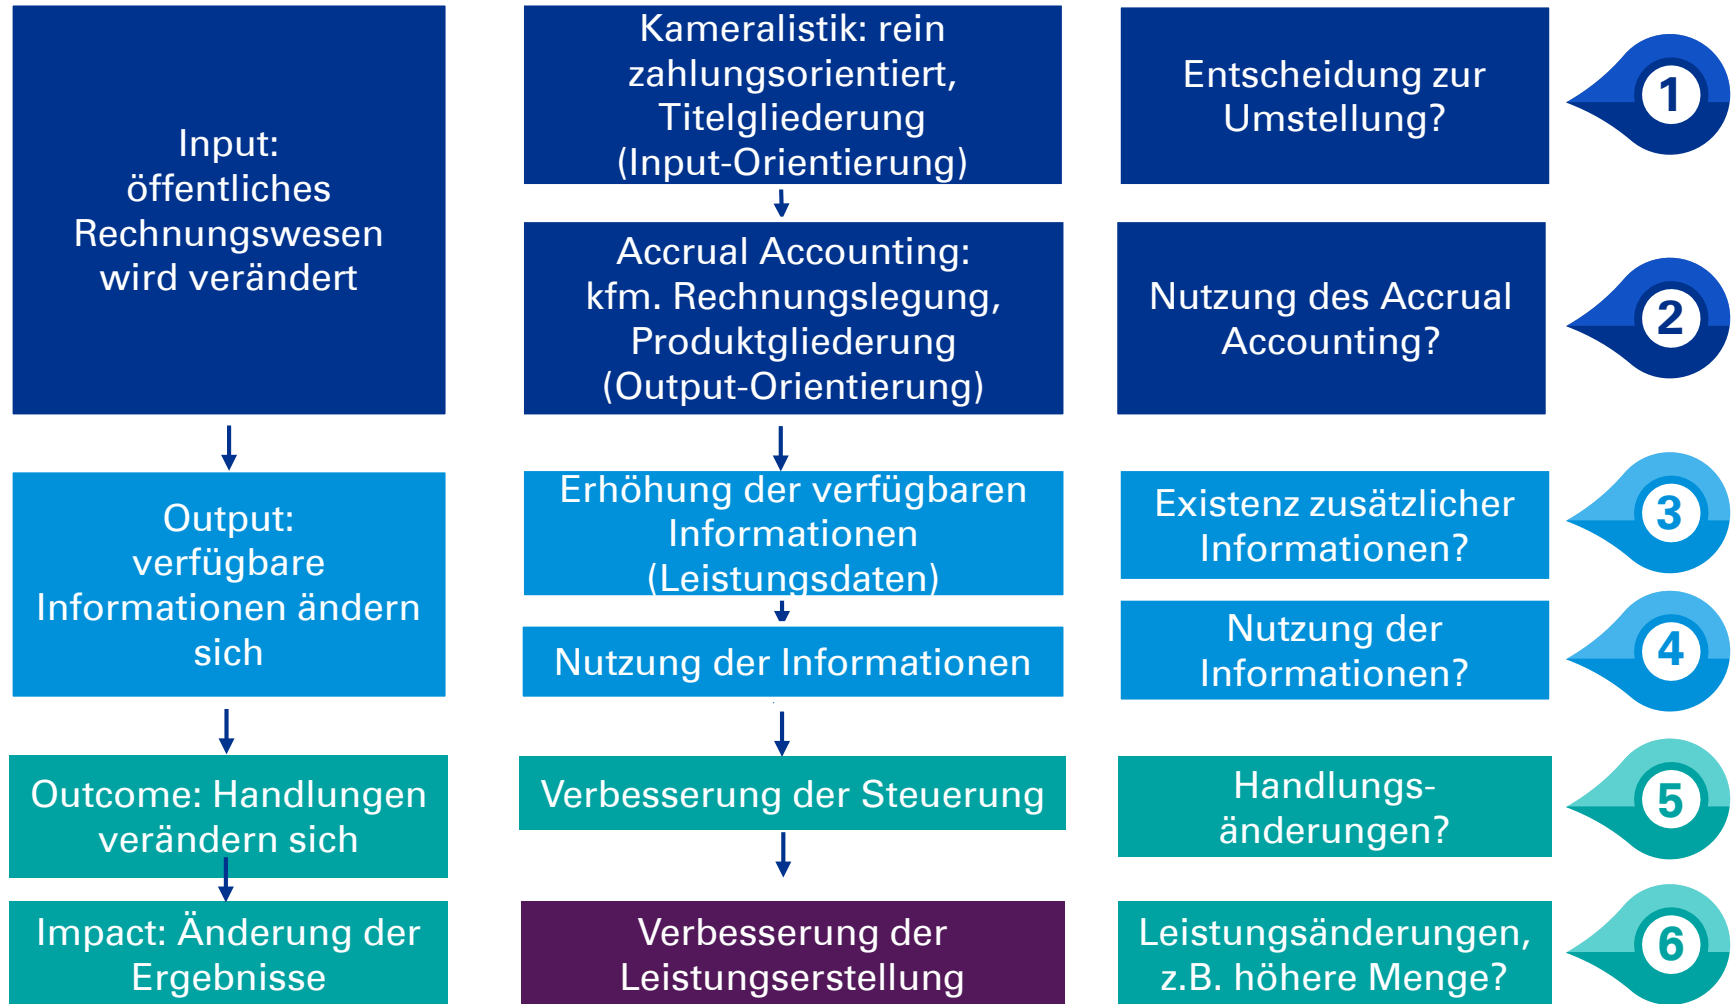 Input:
öffentliches
Rechnungswesen
wird verändert
Kameralistik: rein
zahlungsorientiert,
Titelgliederung
(Input-Orientierung)
Entscheidung zur
Umstellung?
1
Accrual Accounting:
kfm. Rechnungslegung,
Produktgliederung
(Output-Orientierung)
Nutzung des Accrual
Accounting?
2
Output:
verfügbare
Informationen ändern
sich
Erhöhung der verfügbaren
Informationen
(Leistungsdaten)
Existenz zusätzlicher
Informationen?
3
Nutzung der Informationen
Nutzung der
Informationen?
4
Outcome: Handlungen
verändern sich
Verbesserung der Steuerung
Handlungs-
änderungen?
5
Impact: Änderung der
Ergebnisse
Verbesserung der
Leistungserstellung
Leistungsänderungen,
z.B. höhere Menge?
6